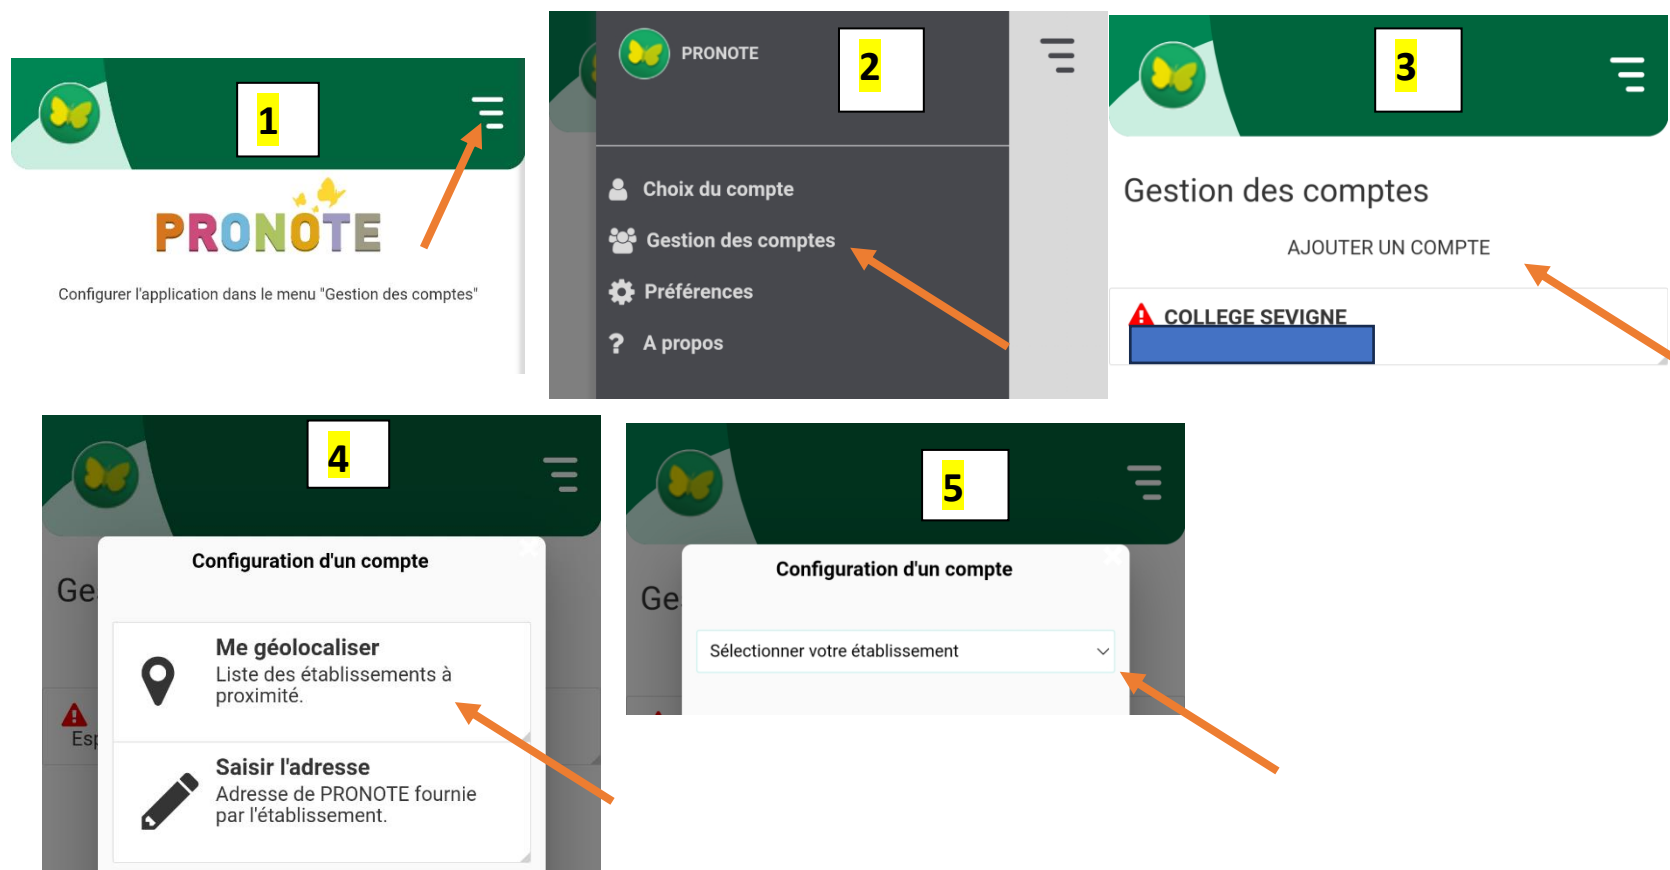 1
PRONOTE
Configurer l'application dans le menu "Gestion des comptes"
PRONOTE
2
Choix du compte
Gestion des comptes
Préférences
A propos
3
Gestion des comptes
AJOUTER UN COMPTE
COLLEGE SEVIGNE
4
Configuration d'un compte
Ge
Me géolocaliser
Liste des établissements à
proximité.
Esp
Saisir l'adresse
Adresse de PRONOTE fournie
par l'établissement.
5
Configuration d'un compte
Ge
Sélectionner votre établissement